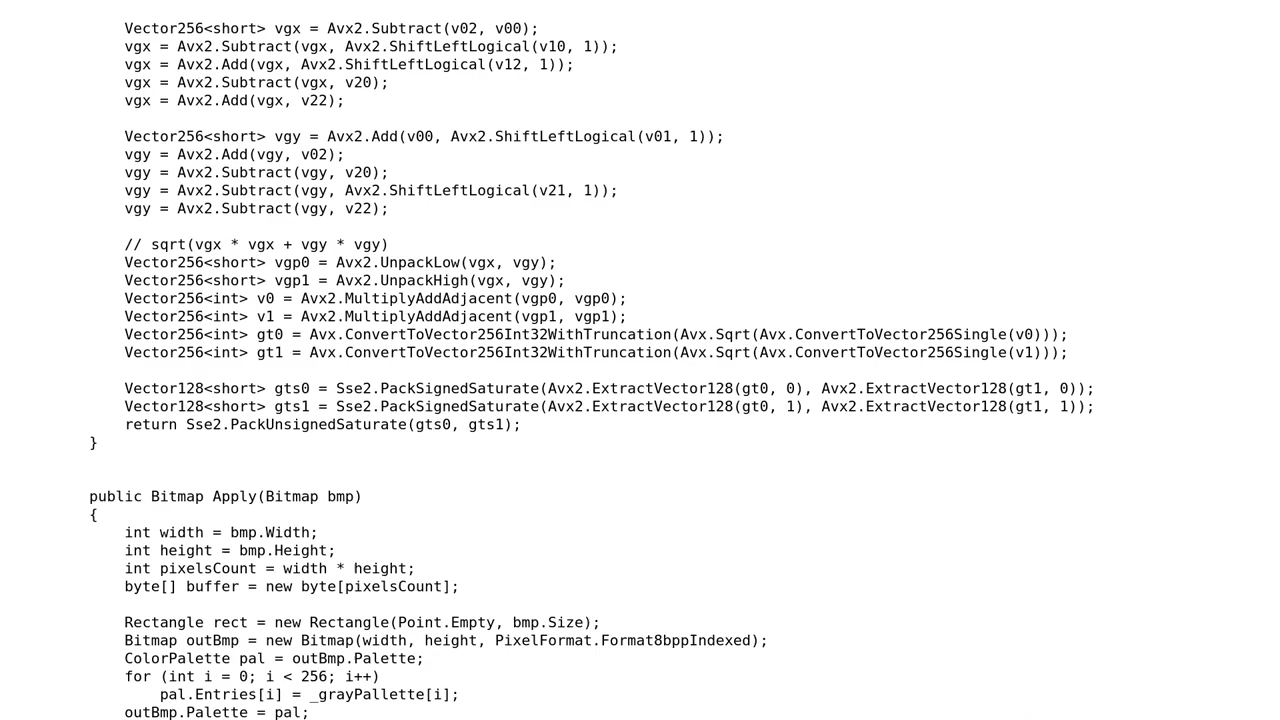 Vector256<short> vgx = Avx2.Subtract(v02, v00);
vgx = Avx2.Subtract(vgx, Avx2.ShiftLeftLogical(v10, 1));
vgx = Avx2.Add(vgx, Avx2.ShiftLeftLogical(v12, 1));
vgx = Avx2.Subtract(vgx, v20);
vgx = Avx2.Add(vgx, v22);
Vector256<short> vgy = Avx2.Add(v00, Avx2.ShiftLeftLogical(v01, 1));
vgy = Avx2.Add(vgy, v02);
vgy = Avx2.Subtract(vgy, v20);
vgy = Avx2.Subtract(vgy, Avx2.ShiftLeftLogical(v21, 1));
vgy = Avx2.Subtract(vgy, v22);
// sqrt(vgx * vgx + vgy * vgy)
Vector256<short> vgp0 = Avx2.UnpackLow(vgx, vgy);
Vector256<short> vgp1 = Avx2.UnpackHigh(vgx, vgy);
Vector256<int> v0 = Avx2.MultiplyAddAdjacent(vgp0, vgp0);
Vector256<int> v1 = Avx2.MultiplyAddAdjacent(vgp1, vgp1);
Vector256<int> gt0 = Avx.ConvertToVector256Int32WithTruncation(Avx.Sqrt(Avx.ConvertToVector256Single(v0)));
Vector256<int> gt1 = Avx.ConvertToVector256Int32WithTruncation(Avx.Sqrt(Avx.ConvertToVector256Single(v1)));
Vector128<short> gts0 = Sse2.PackSignedSaturate(Avx2.ExtractVector128(gt0, 0), Avx2.ExtractVector128(gt1, 0));
Vector128<short> gts1 = Sse2.PackSignedSaturate(Avx2.ExtractVector128(gt0, 1), Avx2.ExtractVector128(gt1, 1));
return Sse2.PackUnsignedSaturate(gts0, gts1);
}
public Bitmap Apply(Bitmap bmp)
{
int width = bmp.Width;
int height = bmp.Height;
int pixelsCount = width * height;
byte[] buffer = new byte[pixelsCount];
Rectangle rect = new Rectangle(Point.Empty, bmp.Size);
Bitmap outBmp = new Bitmap(width, height, PixelFormat.Format8bppIndexed);
ColorPalette pal = outBmp.Palette;
for (int i = 0; i < 256; i++)
pal.Entries[i] = _grayPallette[i];
outBmp.Palette = pal;